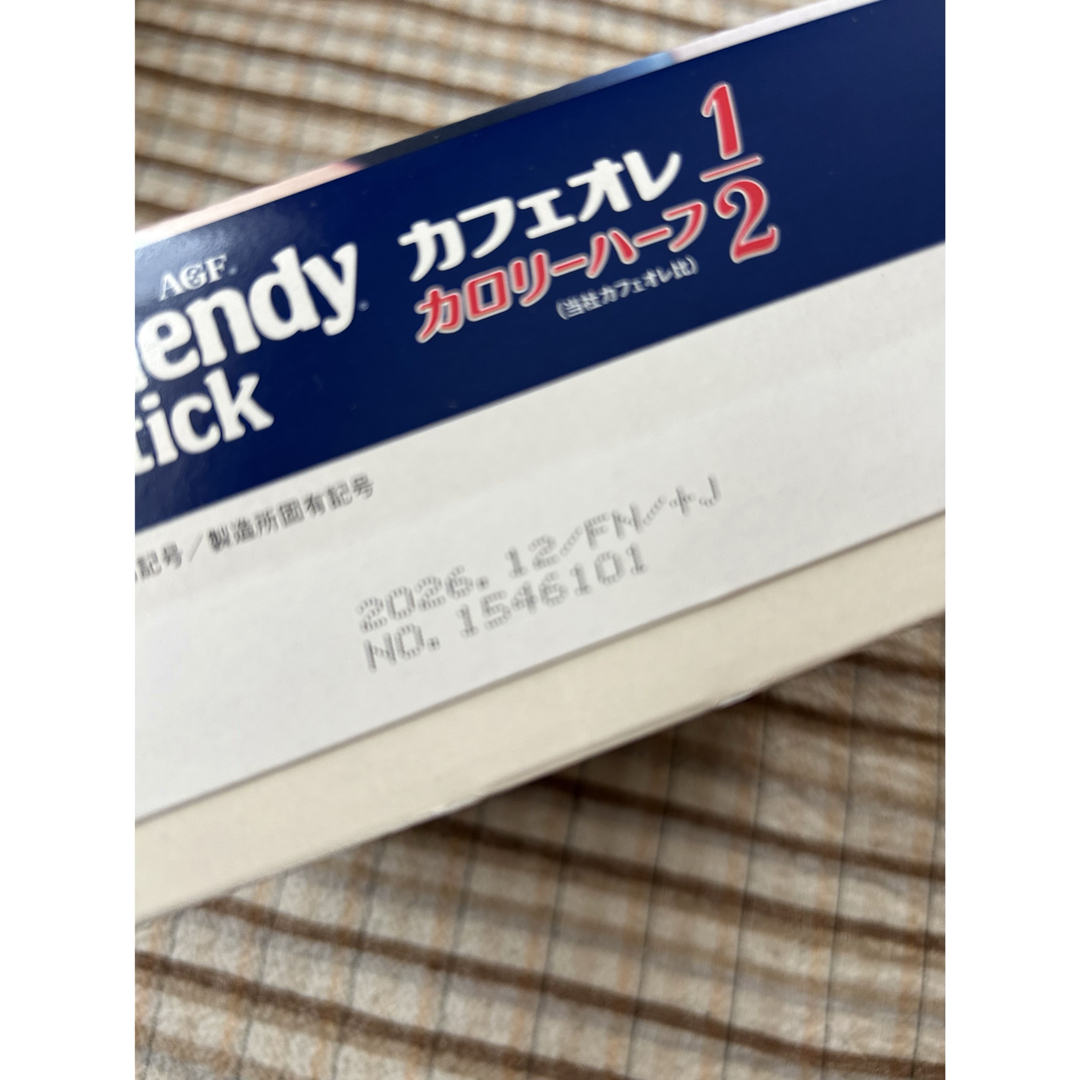 AGF®
endy®
tick
カフェオレ
カロリーハーフ
1/2
(当社カフェオレ比)
記号/製造所固有記号
2026.12/FN/+J
NO. 1546101